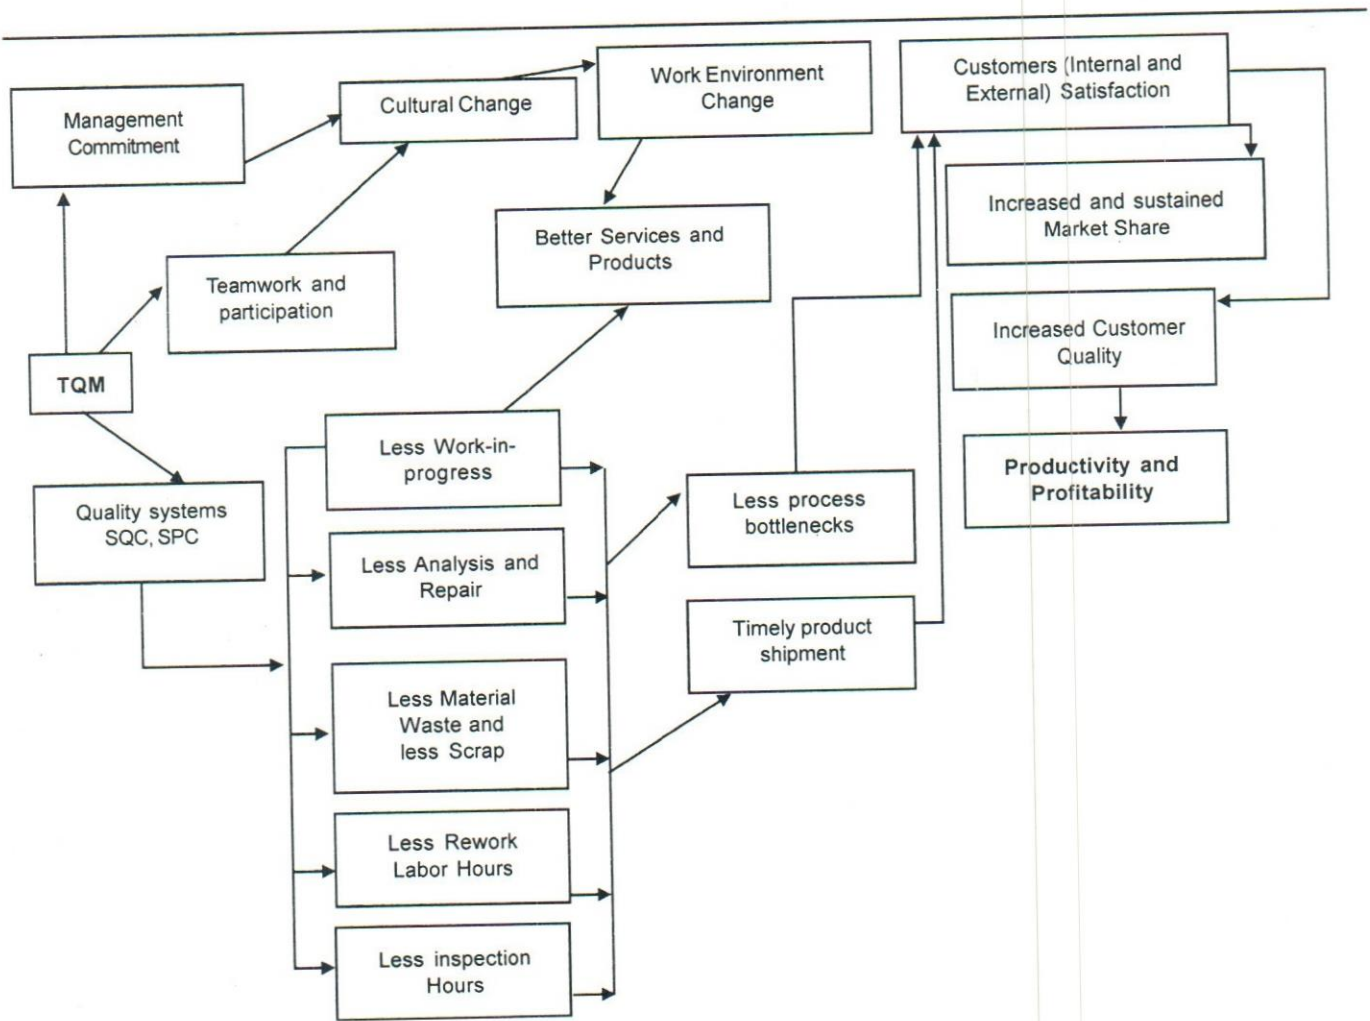 Management
Commitment
Cultural Change
Work Environment
Change
Customers (Internal and
External) Satisfaction
Increased and sustained
Market Share
Better Services and
Products
Teamwork and
participation
Increased Customer
Quality
TQM
Productivity and
Profitability
Quality systems
SQC, SPC
Less Work-in-
progress
Less Analysis and
Repair
Less Material
Waste and
less Scrap
Less Rework
Labor Hours
Less inspection
Hours
Less process
bottlenecks
Timely product
shipment